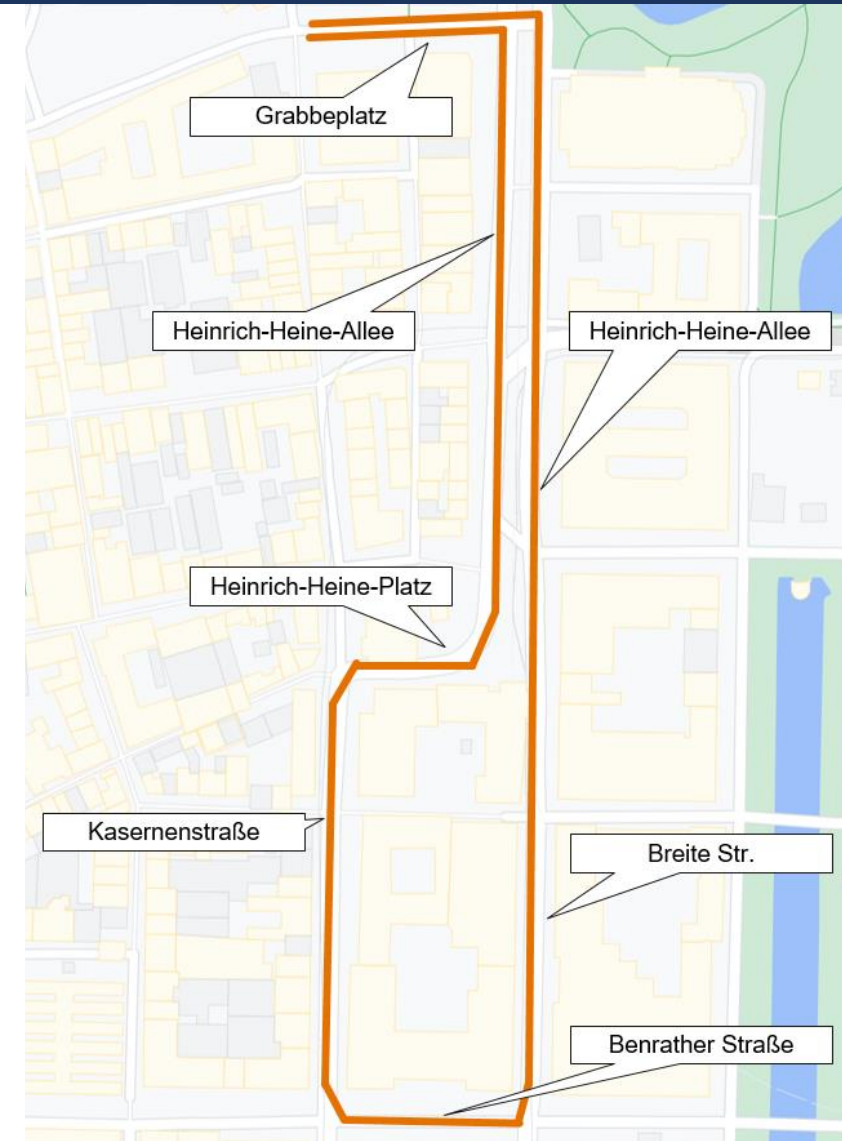 Grabbeplatz
Heinrich-Heine-Allee
Heinrich-Heine-Allee
Heinrich-Heine-Platz
Kasernenstraße
Breite Str.
Benrather Straße